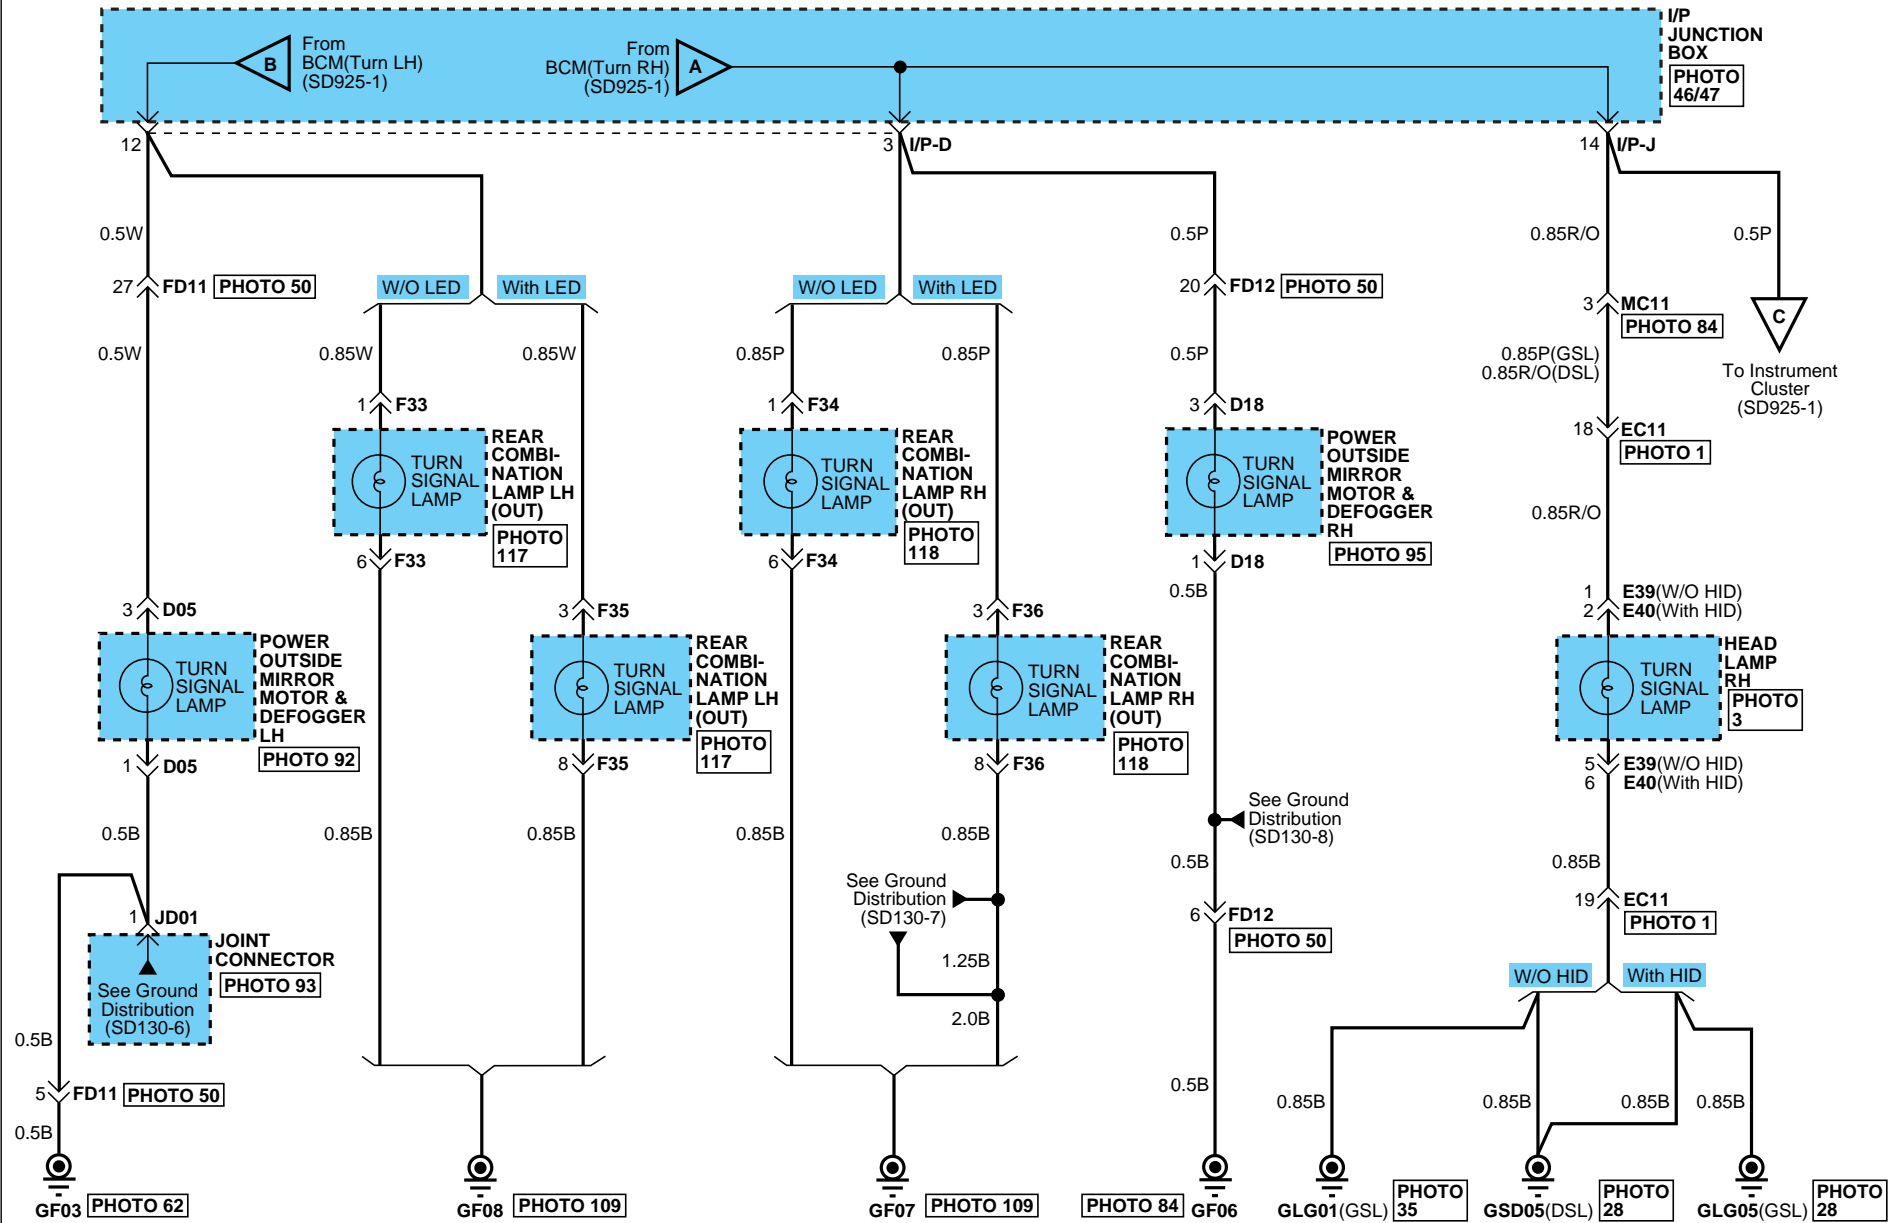 From
BCM(Turn LH)
(SD925-1)
B
From
BCM(Turn RH)
(SD925-1)
A
I/P
JUNCTION
BOX
PHOTO
46/47
12
3 I/P-D
14 I/P-J
0.5W
0.5P
0.85R/O
0.5P
27 FD11 PHOTO 50
W/O LED
With LED
W/O LED
With LED
20 FD12 PHOTO 50
3 MC11
PHOTO 84
C
To Instrument
Cluster
(SD925-1)
0.5W
0.85W
0.85W
0.85P
0.85P
0.5P
0.85P(GSL)
0.85R/O(DSL)
1 F33
1 F34
3 D18
18 EC11
PHOTO 1
TURN
SIGNAL
LAMP
REAR
COMBI-
NATION
LAMP LH
(OUT)
PHOTO
117
TURN
SIGNAL
LAMP
REAR
COMBI-
NATION
LAMP RH
(OUT)
PHOTO
118
TURN
SIGNAL
LAMP
POWER
OUTSIDE
MIRROR
MOTOR &
DEFOGGER
RH
PHOTO 95
0.85R/O
6 F33
6 F34
1 D18
0.5B
3 D05
3 F35
3 F36
1 E39(W/O HID)
2 E40(With HID)
TURN
SIGNAL
LAMP
POWER
OUTSIDE
MIRROR
MOTOR &
DEFOGGER
LH
PHOTO 92
TURN
SIGNAL
LAMP
REAR
COMBI-
NATION
LAMP LH
(OUT)
PHOTO
117
TURN
SIGNAL
LAMP
REAR
COMBI-
NATION
LAMP RH
(OUT)
PHOTO
118
TURN
SIGNAL
LAMP
HEAD
LAMP
RH
PHOTO
3
1 D05
8 F35
8 F36
5 E39(W/O HID)
6 E40(With HID)
0.5B
0.85B
0.85B
0.85B
0.85B
See Ground
Distribution
(SD130-8)
0.5B
0.85B
See Ground
Distribution
(SD130-7)
1 JD01
JOINT
CONNECTOR
PHOTO 93
See Ground
Distribution
(SD130-6)
6 FD12
PHOTO 50
19 EC11
PHOTO 1
1.25B
2.0B
W/O HID
With HID
0.5B
5 FD11 PHOTO 50
0.5B
0.5B
0.85B
0.85B
0.85B
0.85B
GF03 PHOTO 62
GF08 PHOTO 109
GF07 PHOTO 109
PHOTO 84 GF06
GLG01(GSL) PHOTO
35
GSD05(DSL) PHOTO
28
GLG05(GSL) PHOTO
28